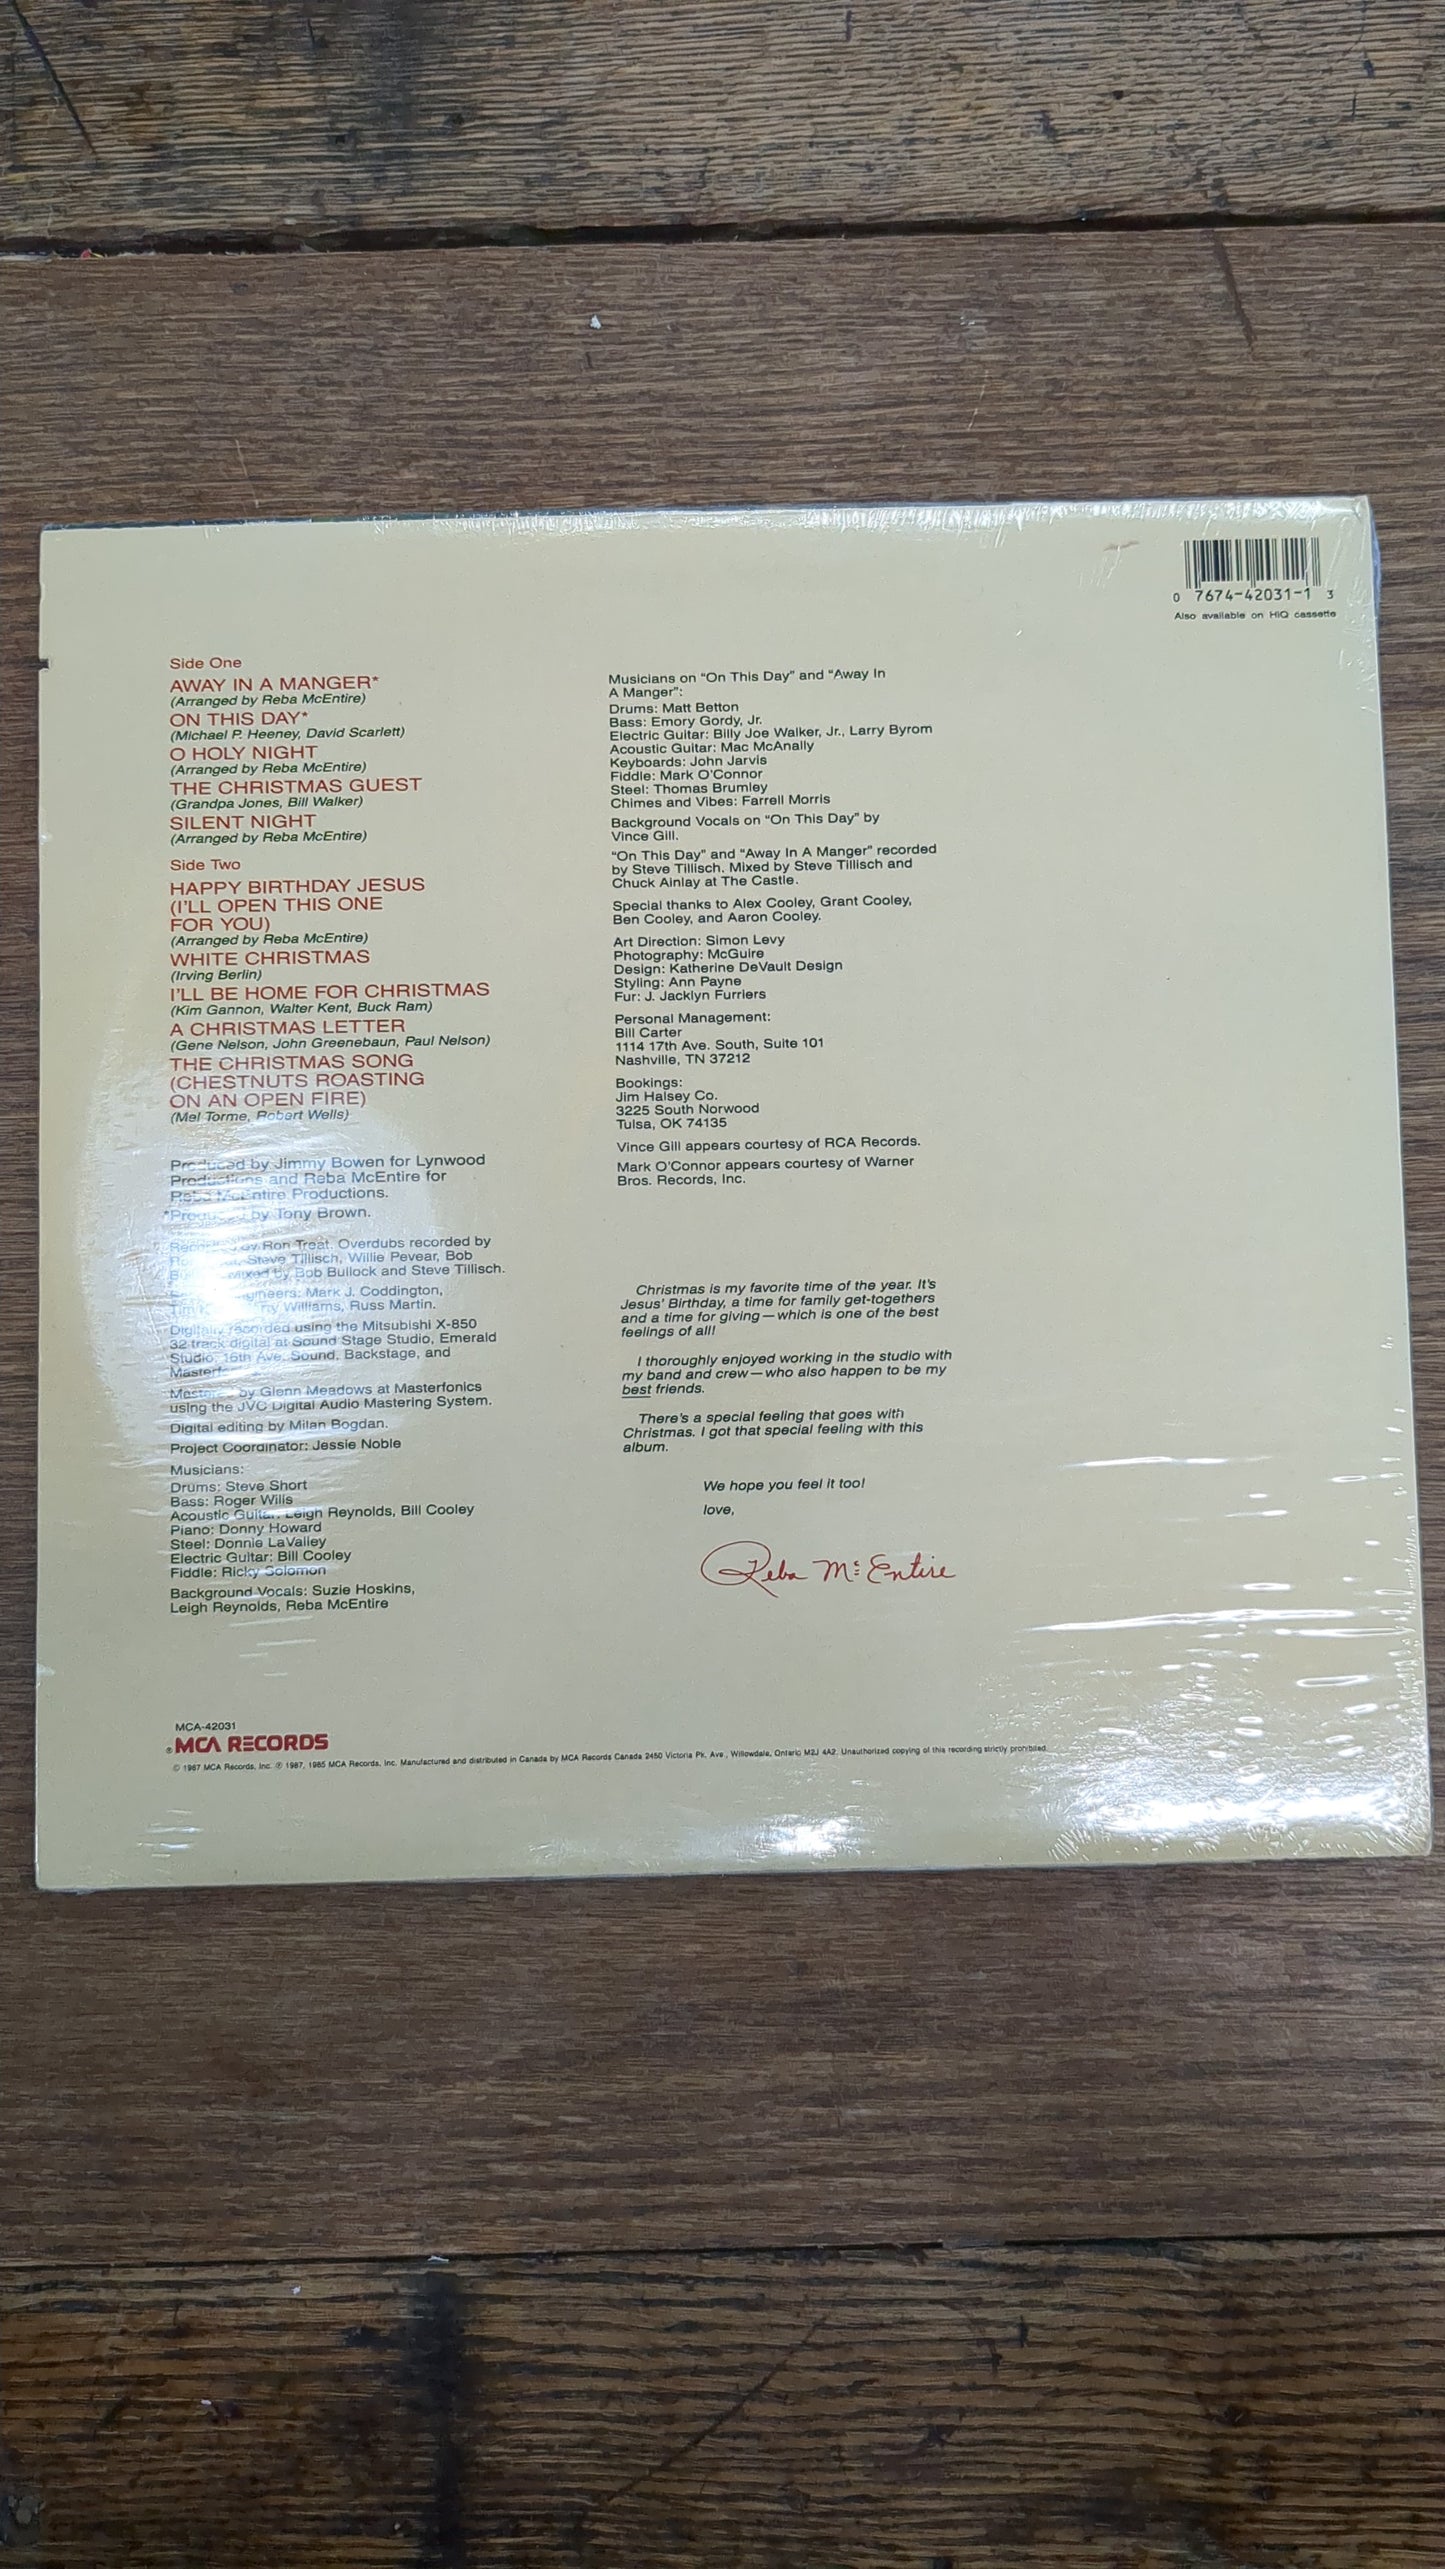 0 7674-42031-1 3
Also available on HiQ cassette
Side One
AWAY IN A MANGER*
(Arranged by Reba McEntire)
ON THIS DAY*
(Michael P. Heeney, David Scarlett)
O HOLY NIGHT
(Arranged by Reba McEntire)
THE CHRISTMAS GUEST
(Grandpa Jones, Bill Walker)
SILENT NIGHT
(Arranged by Reba McEntire)
Side Two
HAPPY BIRTHDAY JESUS
(I'LL OPEN THIS ONE
FOR YOU)
(Arranged by Reba McEntire)
WHITE CHRISTMAS
(Irving Berlin)
I'LL BE HOME FOR CHRISTMAS
(Kim Gannon, Walter Kent, Buck Ram)
A CHRISTMAS LETTER
(Gene Nelson, John Greenebaun, Paul Nelson)
THE CHRISTMAS SONG
(CHESTNUTS ROASTING
ON AN OPEN FIRE)
(Mel Torme, Robert Wells)
Produced by Jimmy Bowen for Lynwood
Productions and Reba McEntire for
Reba McEntire Productions.
*Produced by Tony Brown.
by Ron Treat. Overdubs recorded by
Steve Tillisch, Willie Pevear, Bob
Mixed by Bob Bullock and Steve Tillisch.
Mark J. Coddington,
Williams, Russ Martin.
Digitally recorded using the Mitsubishi X-850
32 track digital at Sound Stage Studio, Emerald
Studio, 16th Ave. Sound, Backstage, and
Mastered by Glenn Meadows at Masterfonics
using the JVC Digital Audio Mastering System.
Digital editing by Milan Bogdan.
Project Coordinator: Jessie Noble
Musicians:
Drums: Steve Short
Bass: Roger Wills
Acoustic Guitar: Leigh Reynolds, Bill Cooley
Piano: Donny Howard
Steel: Donnie LaValley
Electric Guitar: Bill Cooley
Fiddle: Ricky Solomon
Background Vocals: Suzie Hoskins,
Leigh Reynolds, Reba McEntire
Musicians on “On This Day” and “Away In
A Manger”:
Drums: Matt Betton
Bass: Emory Gordy, Jr.
Electric Guitar: Billy Joe Walker, Jr., Larry Byrom
Acoustic Guitar: Mac McAnally
Keyboards: John Jarvis
Fiddle: Mark O'Connor
Steel: Thomas Brumley
Chimes and Vibes: Farrell Morris
Background Vocals on “On This Day” by
Vince Gill.
“On This Day” and “Away In A Manger” recorded
by Steve Tillisch. Mixed by Steve Tillisch and
Chuck Ainlay at The Castle.
Special thanks to Alex Cooley, Grant Cooley,
Ben Cooley, and Aaron Cooley.
Art Direction: Simon Levy
Photography: McGuire
Design: Katherine DeVault Design
Styling: Ann Payne
Fur: J. Jacklyn Furriers
Personal Management:
Bill Carter
1114 17th Ave. South, Suite 101
Nashville, TN 37212
Bookings:
Jim Halsey Co.
3225 South Norwood
Tulsa, OK 74135
Vince Gill appears courtesy of RCA Records.
Mark O'Connor appears courtesy of Warner
Bros. Records, Inc.
Christmas is my favorite time of the year. It's
Jesus' Birthday, a time for family get-togethers
and a time for giving—which is one of the best
feelings of all!
I thoroughly enjoyed working in the studio with
my band and crew—who also happen to be my
best friends.
There's a special feeling that goes with
Christmas. I got that special feeling with this
album.
We hope you feel it too!
love,
Reba McEntire
MCA-42031
® MCA RECORDS
© 1987 MCA Records, Inc. ℗ 1987, 1985 MCA Records, Inc. Manufactured and distributed in Canada by MCA Records Canada 2450 Victoria Pk. Ave., Willowdale, Ontario M2J 4A2. Unauthorized copying of this recording strictly prohibited.